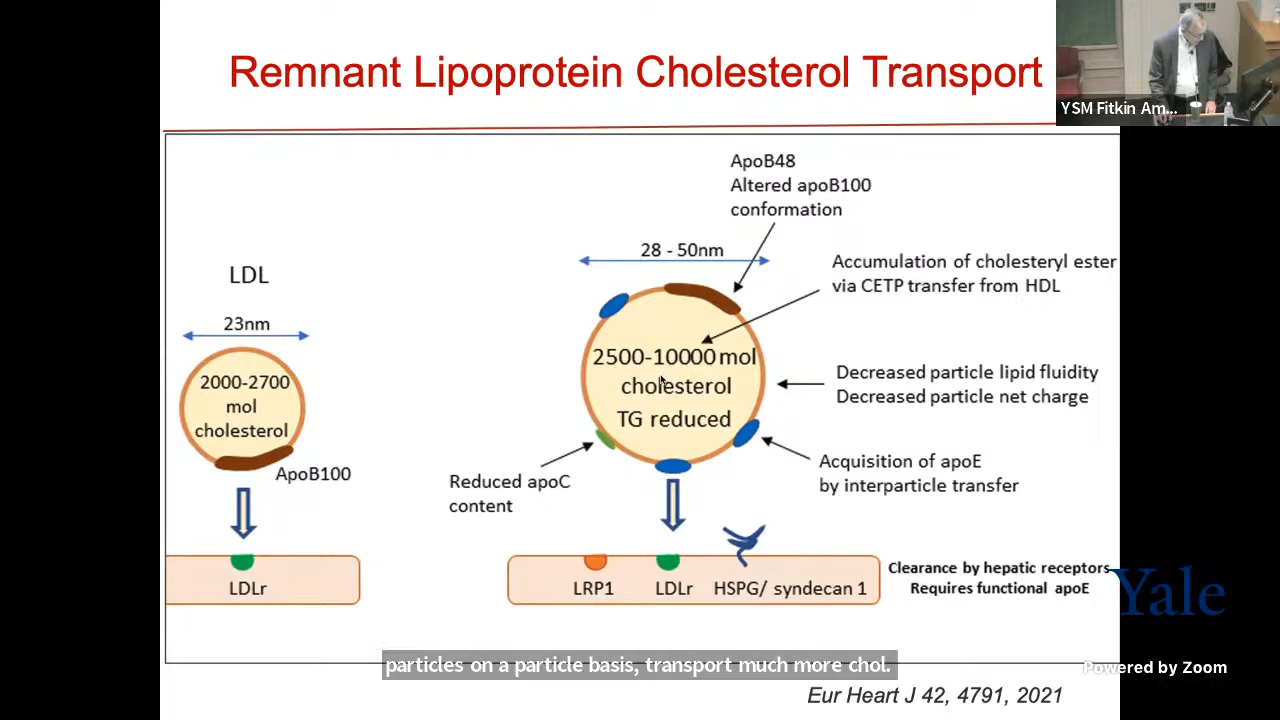 Remnant Lipoprotein Cholesterol Transport
YSM Fitkin Am...
ApoB48
Altered apoB100
conformation
28 - 50nm
Accumulation of cholesteryl ester
via CETP transfer from HDL
LDL
23nm
2000-2700
mol
cholesterol
ApoB100
2500-10000 mol
cholesterol
TG reduced
Decreased particle lipid fluidity
Decreased particle net charge
Reduced apoC
content
Acquisition of apoE
by interparticle transfer
LDLr
LRP1
LDLr
HSPG/ syndecan 1
Clearance by hepatic receptors
Requires functional apoE
Yale
particles on a particle basis, transport much more chol.
Powered by Zoom
Eur Heart J 42, 4791, 2021